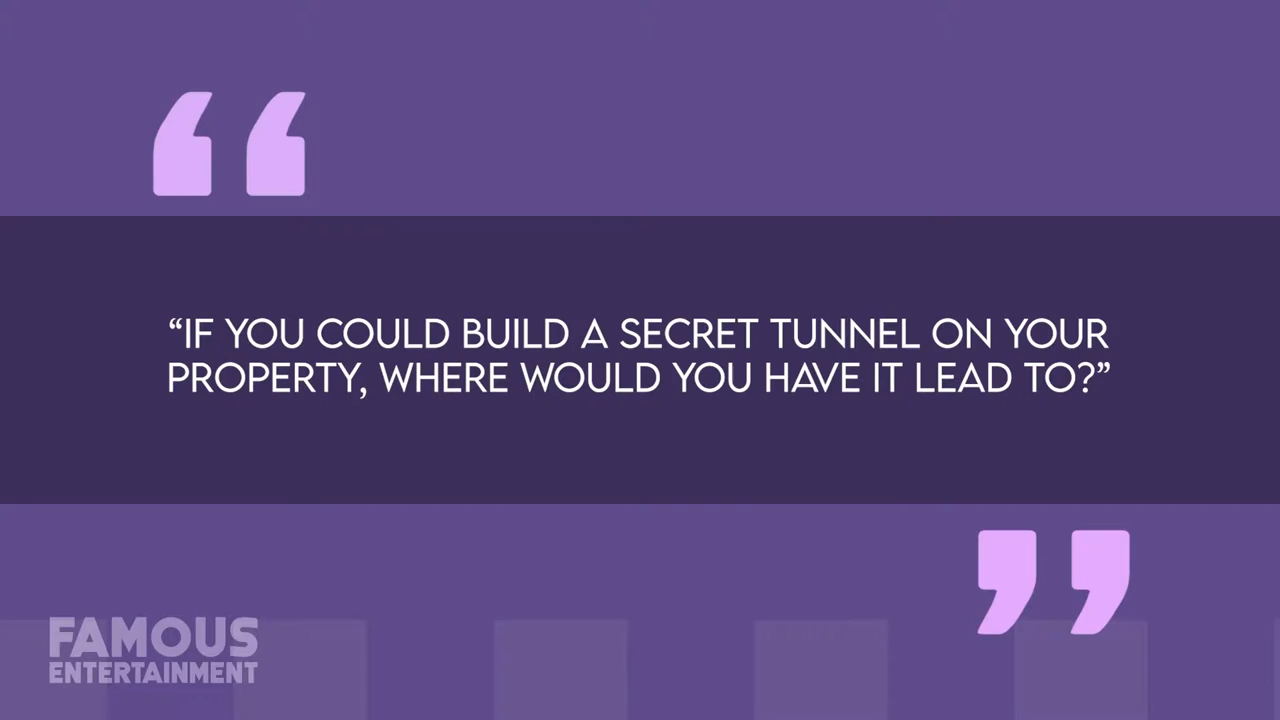 “IF YOU COULD BUILD A SECRET TUNNEL ON YOUR
PROPERTY, WHERE WOULD YOU HAVE IT LEAD TO?”
FAMOUS
ENTERTAINMENT